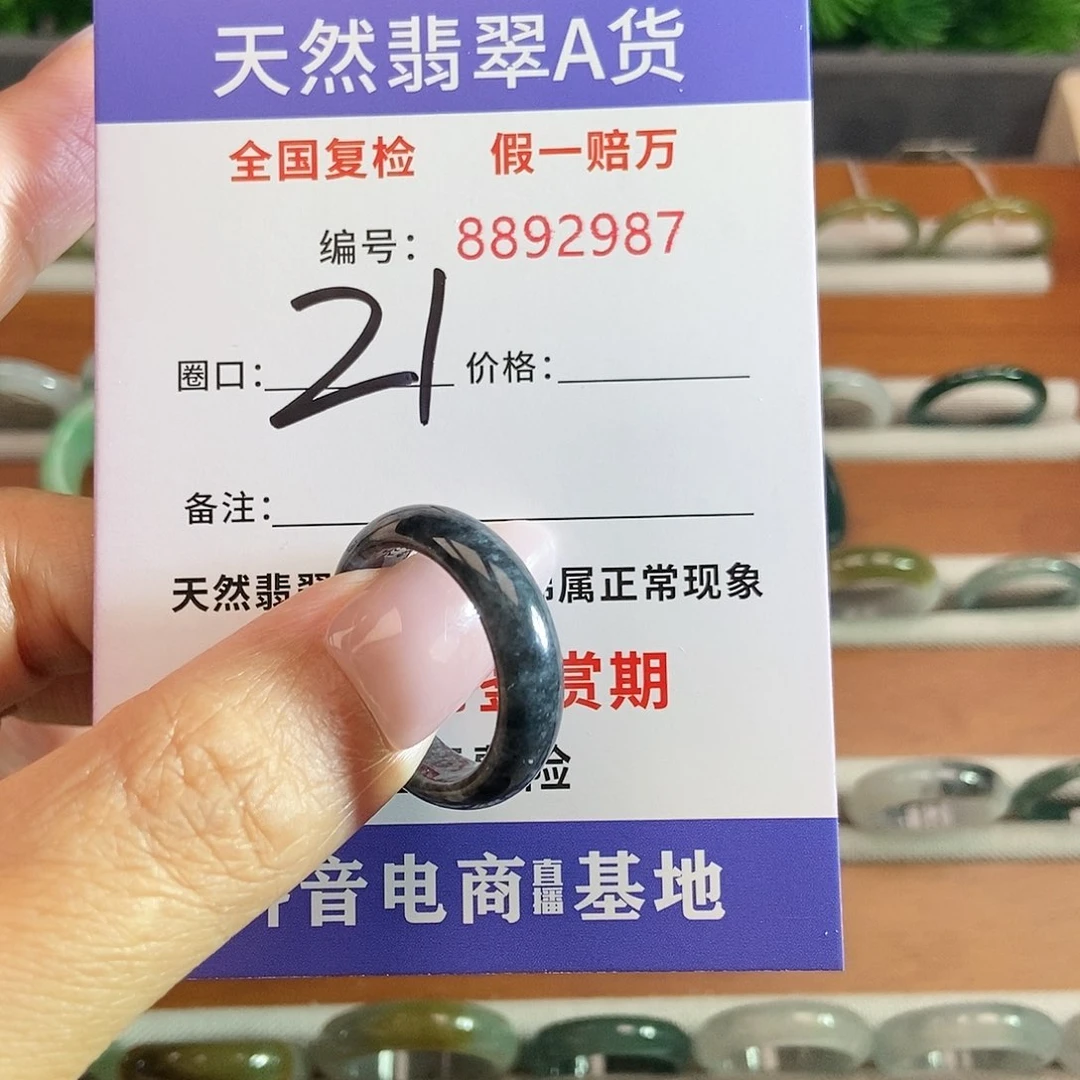 天然翡翠A货
全国复检 假一赔万
编号：8892987
圈口：21 价格：
备注：
天然翡 属正常现象
赏期
音电商直播基地